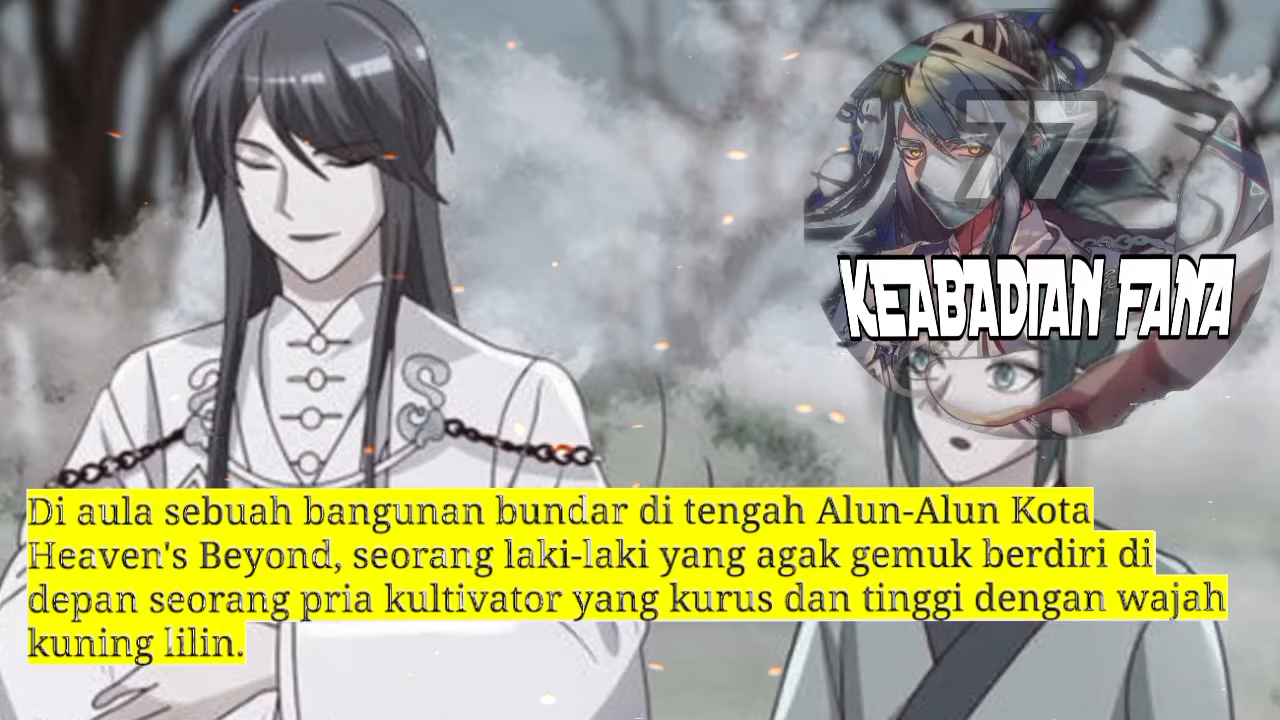 77
KEABADIAN FANA
Di aula sebuah bangunan bundar di tengah Alun-Alun Kota
Heaven's Beyond, seorang laki-laki yang agak gemuk berdiri di
depan seorang pria kultivator yang kurus dan tinggi dengan wajah
kuning lilin.